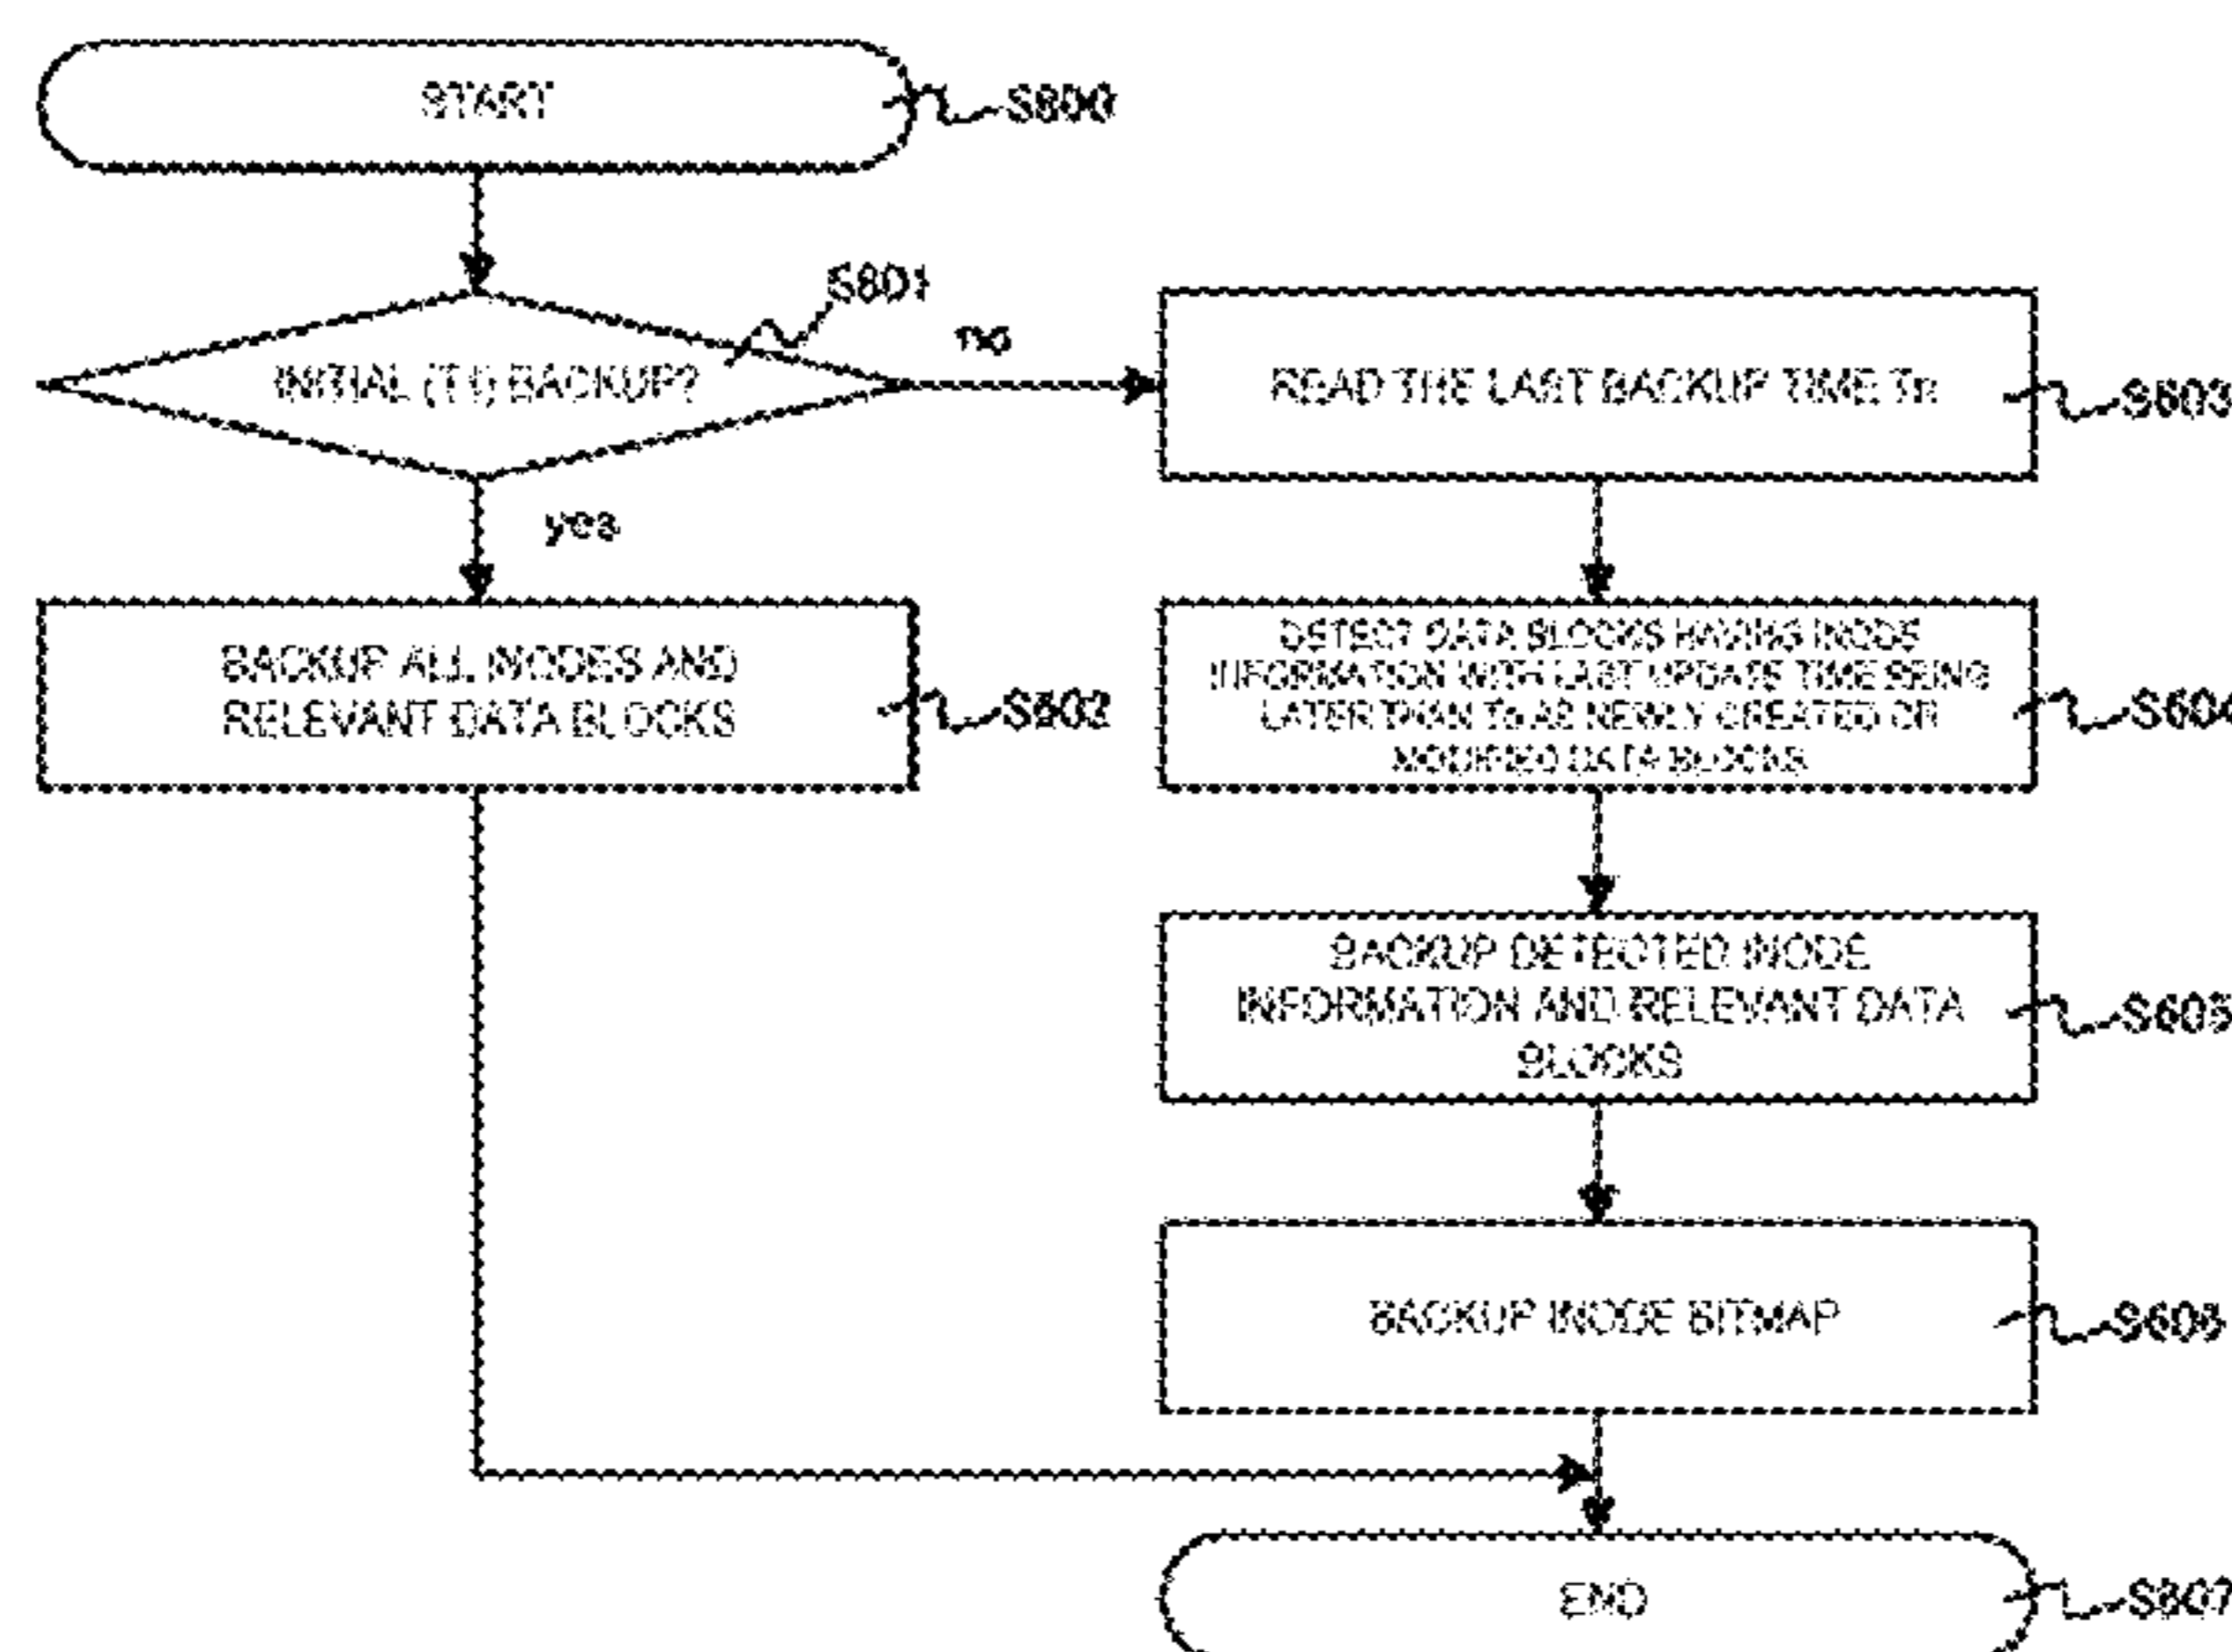 START
S600
INITIAL (T1) BACKUP?
S601
no
yes
READ THE LAST BACKUP TIME Tn
S603
BACKUP ALL INODES AND
RELEVANT DATA BLOCKS
S602
DETECT DATA BLOCKS HAVING INODE
INFORMATION WITH LAST UPDATE TIME BEING
LATER THAN Tn AS NEWLY CREATED OR
MODIFIED DATA BLOCKS
S604
BACKUP DETECTED INODE
INFORMATION AND RELEVANT DATA
BLOCKS
S605
BACKUP INODE BITMAP
S606
END
S607